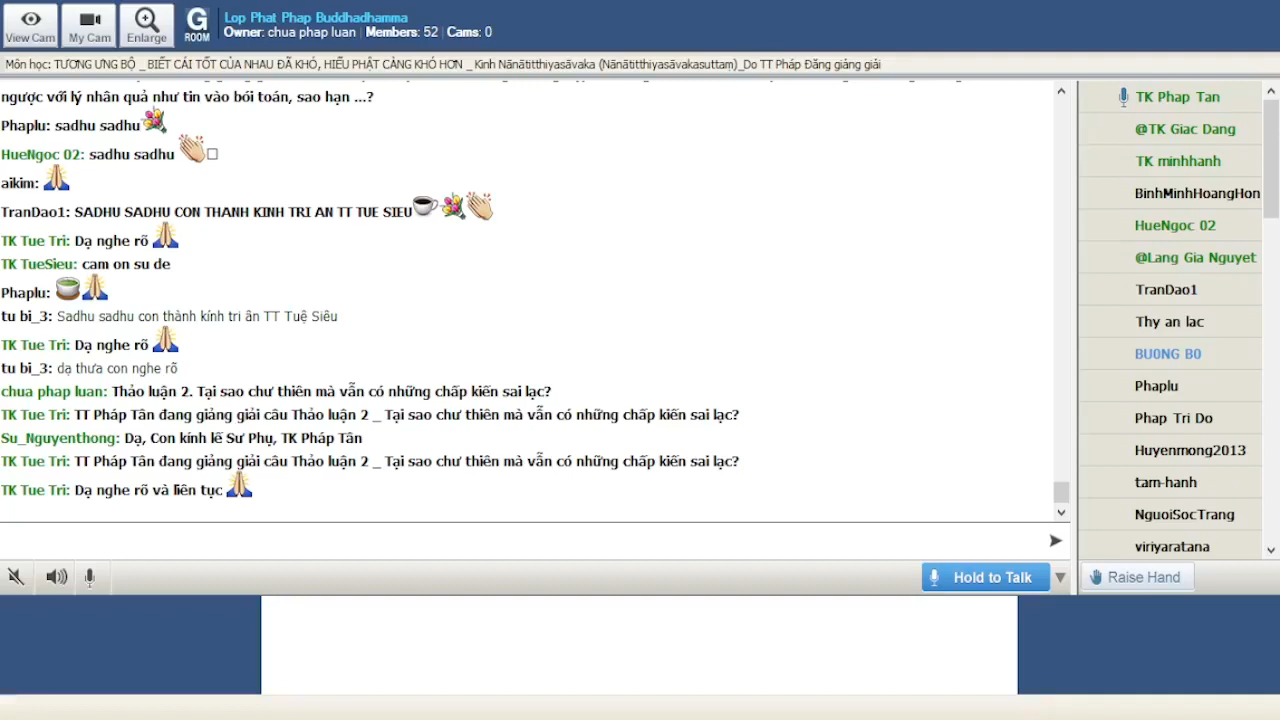 View Cam
My Cam
Enlarge
G
ROOM
Lop Phat Phap Buddhadhamma
Owner: chua phap luan | Members: 52 | Cams: 0
Môn học: TƯƠNG ƯNG BỘ _ BIẾT CÁI TỐT CỦA NHAU ĐÃ KHÓ, HIỂU PHẬT CÀNG KHÓ HƠN _ Kinh Nānātitthiyasāvaka (Nānātitthiyasāvakasuttaṃ)_Do TT Pháp Đăng giảng giải
ngược với lý nhân quả như tin vào bói toán, sao hạn ...?
Phaplu: sadhu sadhu
HueNgoc 02: sadhu sadhu
aikim:
TranDao1: SADHU SADHU CON THANH KINH TRI AN TT TUE SIEU
TK Tue Tri: Dạ nghe rõ
TK TueSieu: cam on su de
Phaplu:
tu bi_3: Sadhu sadhu con thành kính tri ân TT Tuệ Siêu
TK Tue Tri: Dạ nghe rõ
tu bi_3: dạ thưa con nghe rõ
chua phap luan: Thảo luận 2. Tại sao chư thiên mà vẫn có những chấp kiến sai lạc?
TK Tue Tri: TT Pháp Tân đang giảng giải câu Thảo luận 2 _ Tại sao chư thiên mà vẫn có những chấp kiến sai lạc?
Su_Nguyenthong: Dạ, Con kính lễ Sư Phụ, TK Pháp Tân
TK Tue Tri: TT Pháp Tân đang giảng giải câu Thảo luận 2 _ Tại sao chư thiên mà vẫn có những chấp kiến sai lạc?
TK Tue Tri: Dạ nghe rõ và liên tục
TK Phap Tan
@TK Giac Dang
TK minhhanh
BinhMinhHoangHon
HueNgoc 02
@Lang Gia Nguyet
TranDao1
Thy an lac
BU0NG B0
Phaplu
Phap Tri Do
Huyenmong2013
tam-hanh
NguoiSocTrang
viriyaratana
Hold to Talk
Raise Hand